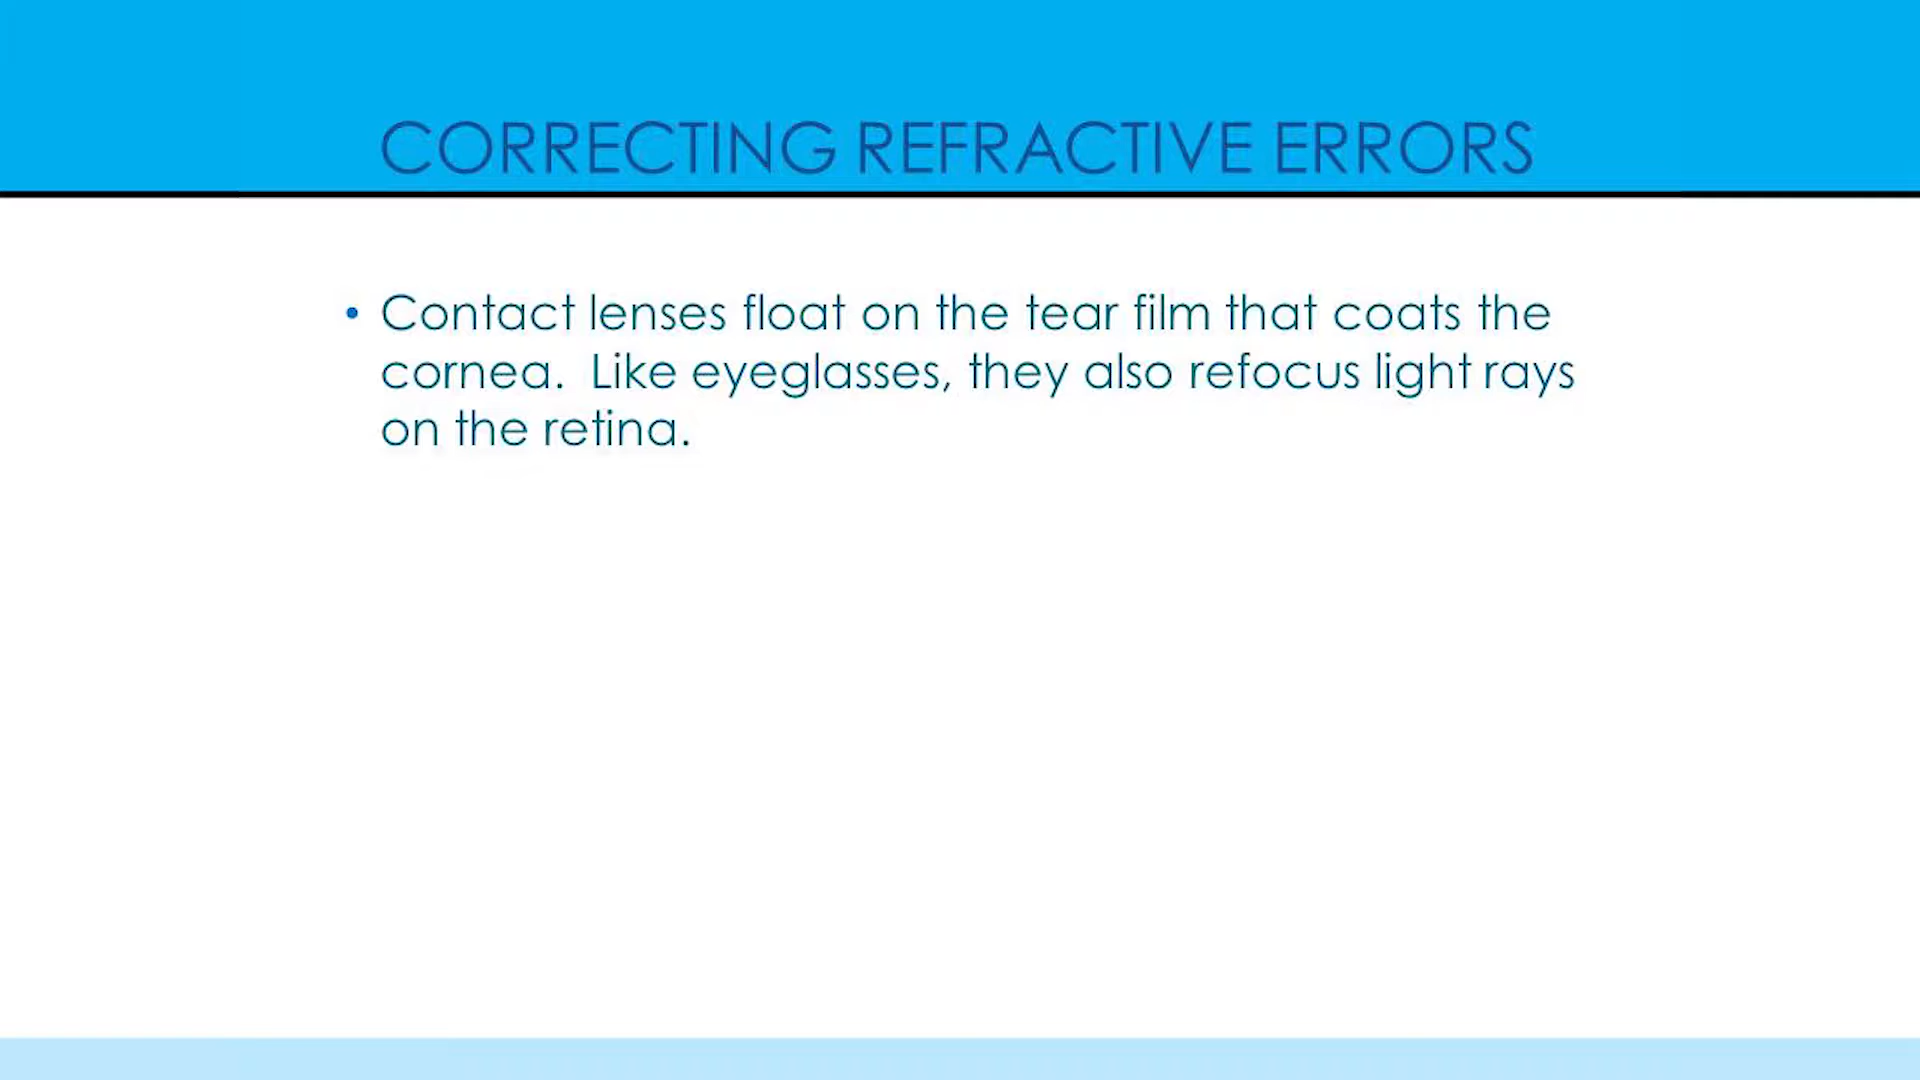 CORRECTING REFRACTIVE ERRORS
• Contact lenses float on the tear film that coats the
cornea.  Like eyeglasses, they also refocus light rays
on the retina.